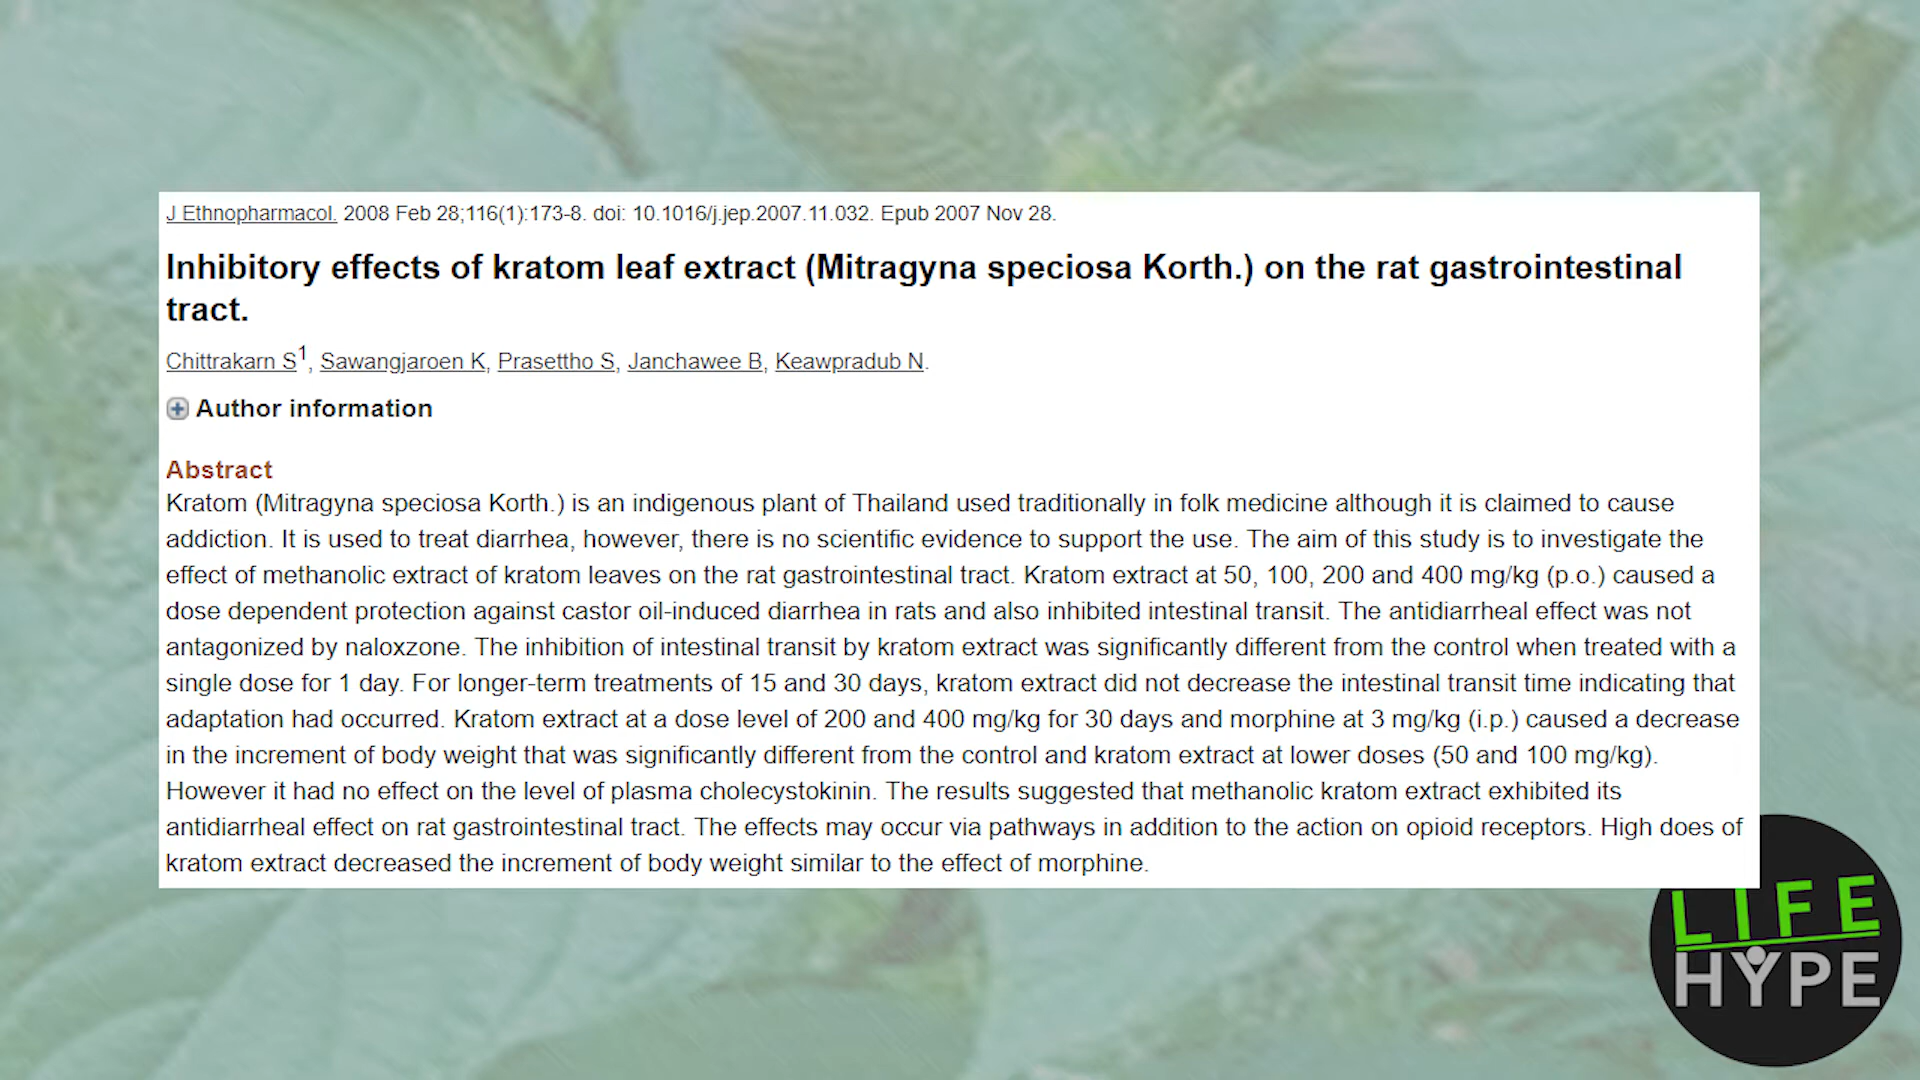 J Ethnopharmacol. 2008 Feb 28;116(1):173-8. doi: 10.1016/j.jep.2007.11.032. Epub 2007 Nov 28.
Inhibitory effects of kratom leaf extract (Mitragyna speciosa Korth.) on the rat gastrointestinal
tract.
Chittrakarn S1, Sawangjaroen K, Prasettho S, Janchawee B, Keawpradub N.
Author information
Abstract
Kratom (Mitragyna speciosa Korth.) is an indigenous plant of Thailand used traditionally in folk medicine although it is claimed to cause
addiction. It is used to treat diarrhea, however, there is no scientific evidence to support the use. The aim of this study is to investigate the
effect of methanolic extract of kratom leaves on the rat gastrointestinal tract. Kratom extract at 50, 100, 200 and 400 mg/kg (p.o.) caused a
dose dependent protection against castor oil-induced diarrhea in rats and also inhibited intestinal transit. The antidiarrheal effect was not
antagonized by naloxzone. The inhibition of intestinal transit by kratom extract was significantly different from the control when treated with a
single dose for 1 day. For longer-term treatments of 15 and 30 days, kratom extract did not decrease the intestinal transit time indicating that
adaptation had occurred. Kratom extract at a dose level of 200 and 400 mg/kg for 30 days and morphine at 3 mg/kg (i.p.) caused a decrease
in the increment of body weight that was significantly different from the control and kratom extract at lower doses (50 and 100 mg/kg).
However it had no effect on the level of plasma cholecystokinin. The results suggested that methanolic kratom extract exhibited its
antidiarrheal effect on rat gastrointestinal tract. The effects may occur via pathways in addition to the action on opioid receptors. High does of
kratom extract decreased the increment of body weight similar to the effect of morphine.
LIFE
HYPE